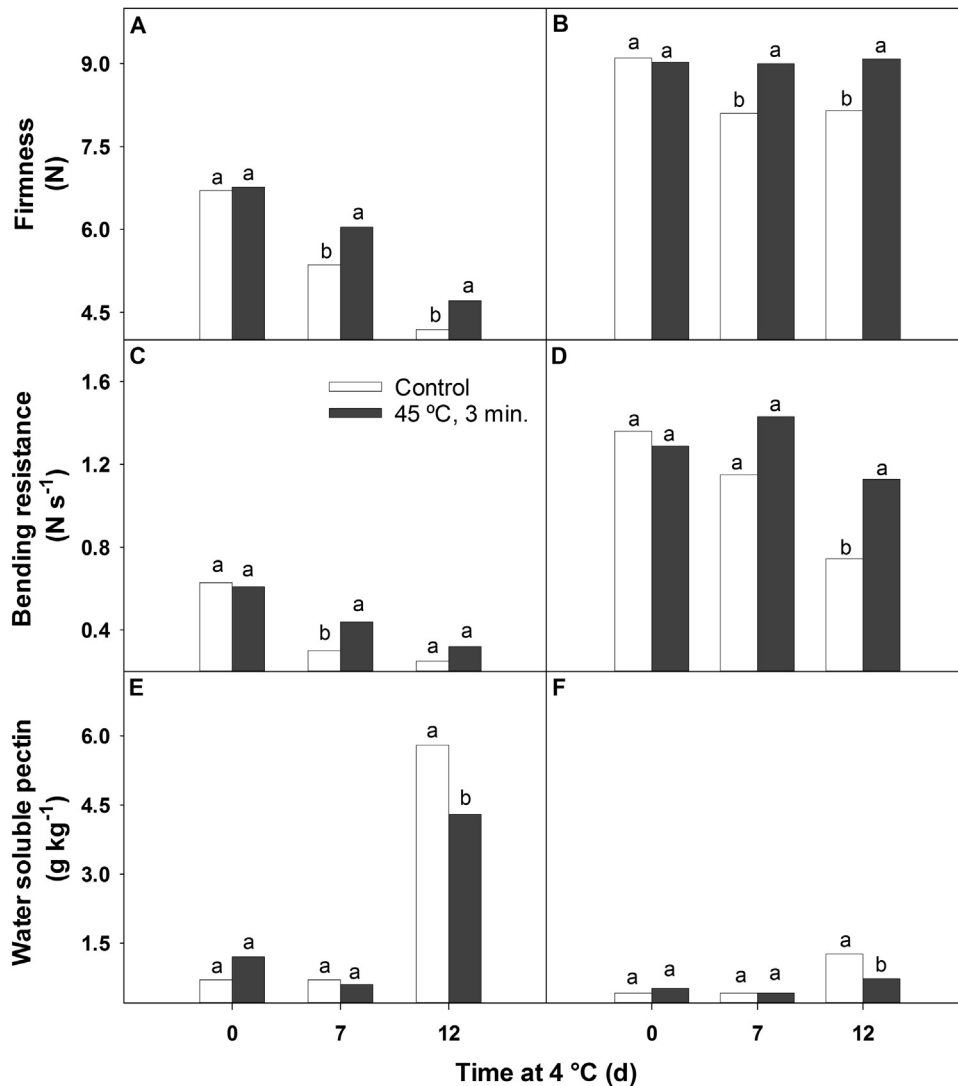 A
B
Firmness
(N)
9.0
7.5
6.0
4.5
a a
b a
b a
a a
b a
b a
C
D
Bending resistance
(N s⁻¹)
1.6
1.2
0.8
0.4
Control
45 ºC, 3 min.
a a
b a
a a
a a
a a
b a
E
F
Water soluble pectin
(g kg⁻¹)
6.0
4.5
3.0
1.5
a a
a a
a b
a a
a a
a b
0 7 12
0 7 12
Time at 4 °C (d)